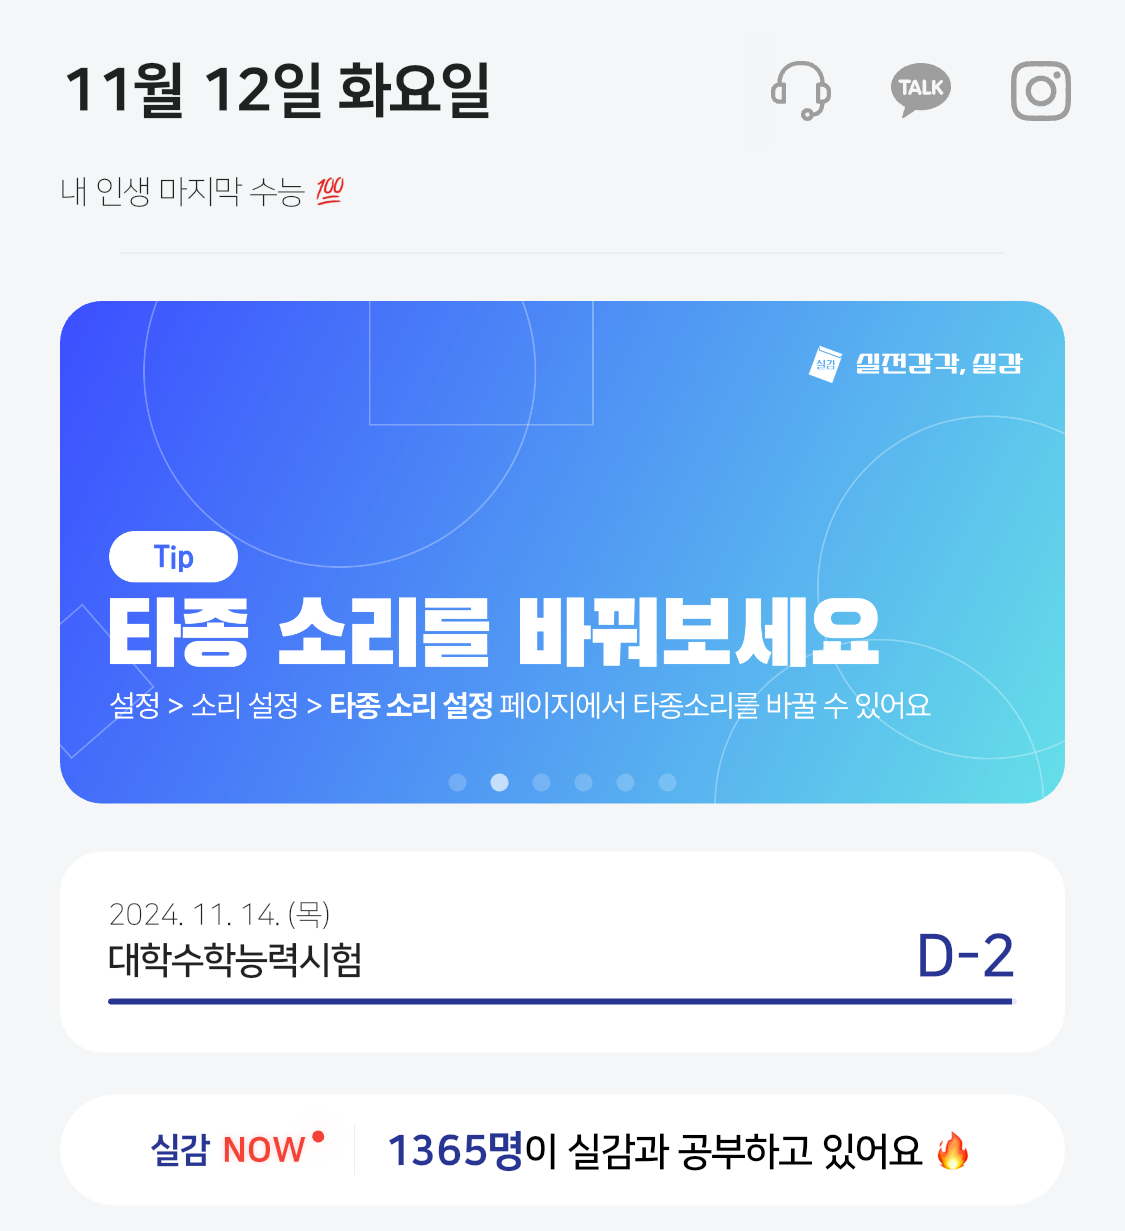 11월 12일 화요일
TALK
내 인생 마지막 수능 💯
실감
실전감각, 실감
Tip
타종 소리를 바꿔보세요
설정 > 소리 설정 > 타종 소리 설정 페이지에서 타종소리를 바꿀 수 있어요
2024. 11. 14. (목)
대학수학능력시험
D-2
실감 NOW
1365명이 실감과 공부하고 있어요 🔥